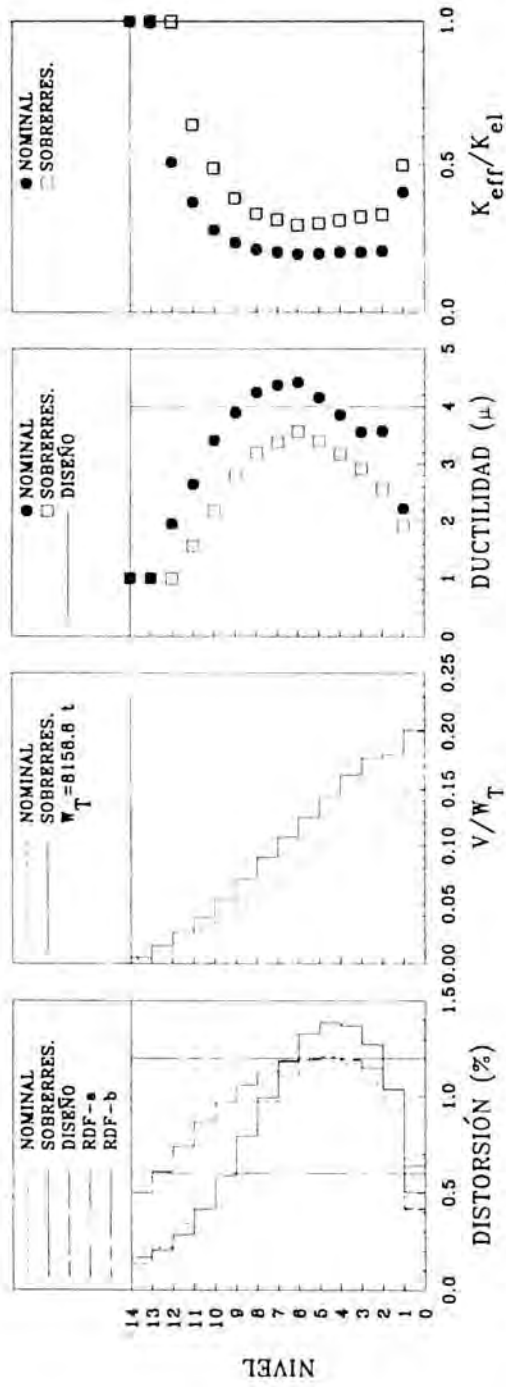 NOMINAL
SOBRERRES.
DISEÑO
RDF-a
RDF-b
NIVEL
14
13
12
11
10
9
8
7
6
5
4
3
2
1
0
0.0
0.5
1.0
1.5
DISTORSIÓN (%)
NOMINAL
SOBRERRES.
W_T=8158.8 t
0.00
0.05
0.10
0.15
0.20
0.25
V/W_T
NOMINAL
SOBRERRES.
DISEÑO
0
1
2
3
4
5
DUCTILIDAD (μ)
NOMINAL
SOBRERRES.
0.0
0.5
1.0
K_eff/K_el